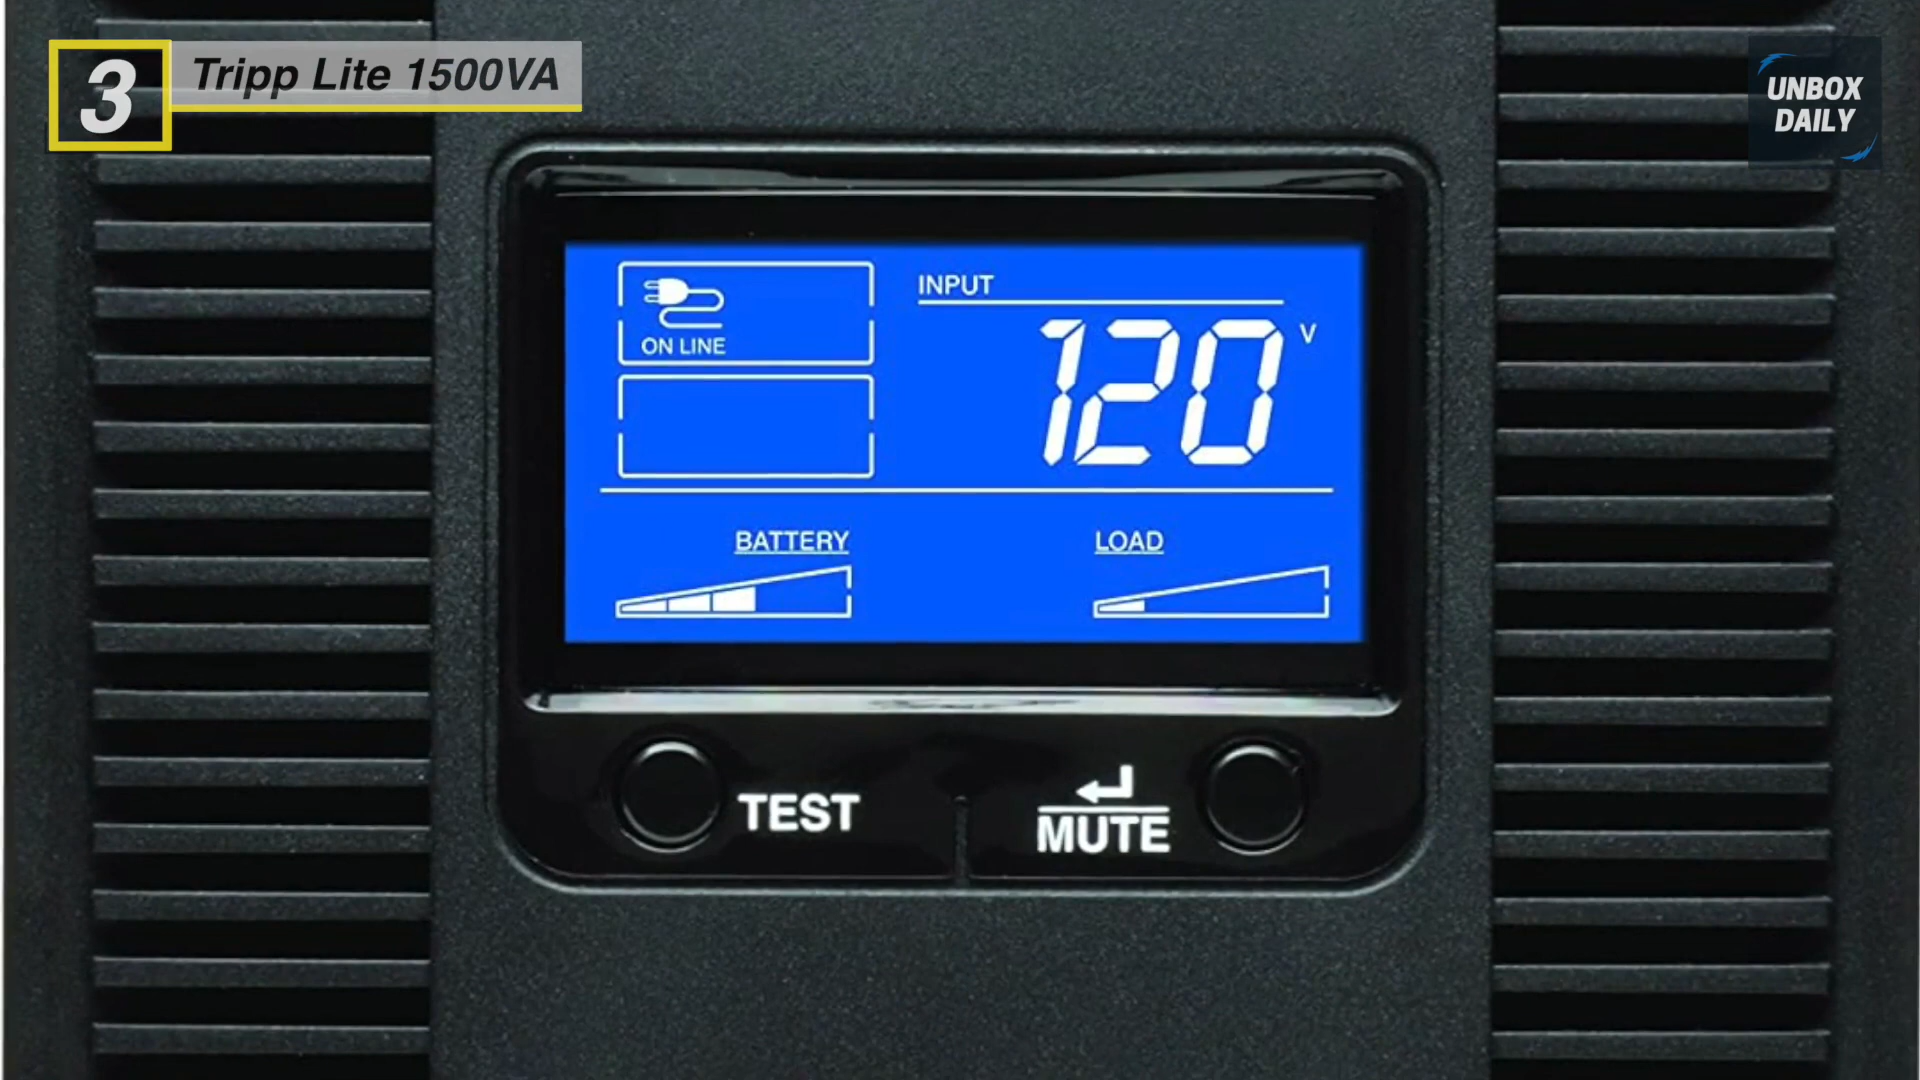 3
Tripp Lite 1500VA
UNBOX
DAILY
INPUT
120 V
ON LINE
BATTERY
LOAD
TEST
MUTE